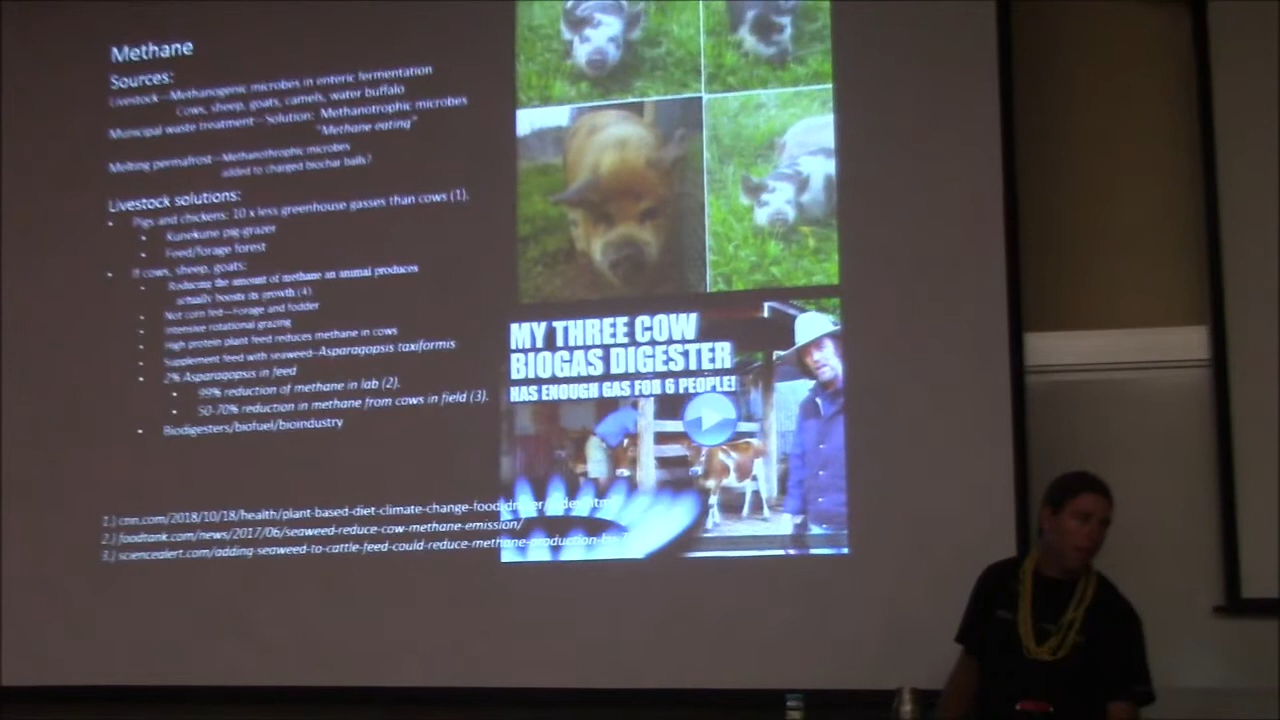 Methane
Sources:
Livestock—Methanogenic microbes in enteric fermentation
Cows, sheep, goats, camels, water buffalo
Municipal waste treatment—Solution: Methanotrophic microbes
"Methane eating"
Melting permafrost—Methanothrophic microbes
added to charged biochar balls?
Livestock solutions:
• Pigs and chickens: 10 x less greenhouse gasses than cows (1).
• Kunekune pig-grazer
• Feed/forage forest
• If cows, sheep, goats:
• Reducing the amount of methane an animal produces
actually boosts its growth (4)
• Not corn fed—Forage and fodder
• Intensive rotational grazing
• High protein plant feed reduces methane in cows
• Supplement feed with seaweed—Asparagopsis taxiformis
• 2% Asparagopsis in feed
• 99% reduction of methane in lab (2).
• 50-70% reduction in methane from cows in field (3).
• Biodigesters/biofuel/bioindustry
MY THREE COW
BIOGAS DIGESTER
HAS ENOUGH GAS FOR 6 PEOPLE!
1.) cnn.com/2018/10/18/health/plant-based-diet-climate-change-food
2.) foodtank.com/news/2017/06/seaweed-reduce-cow-methane-emission/
3.) sciencealert.com/adding-seaweed-to-cattle-feed-could-reduce-methane-production-by-7